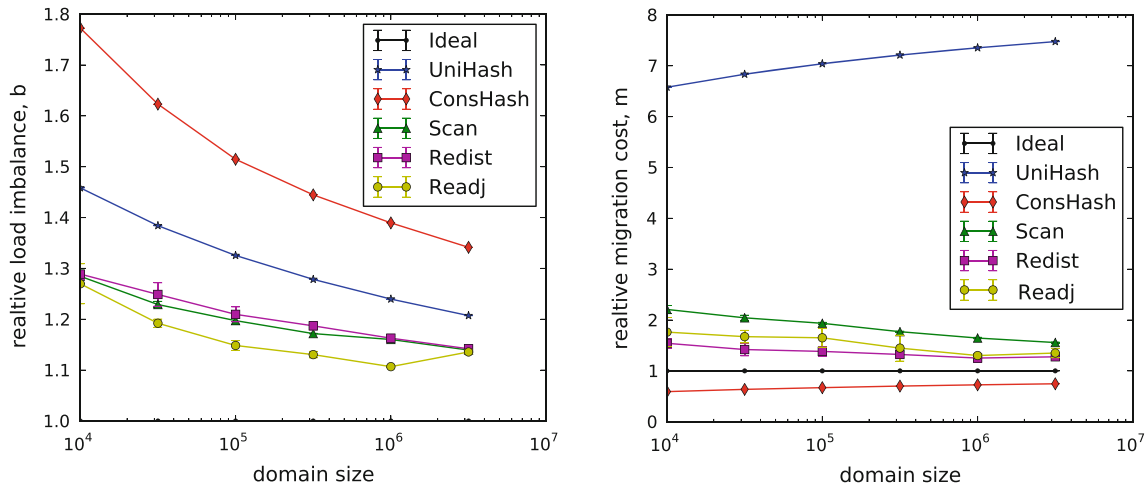 1.8
1.7
1.6
1.5
1.4
1.3
1.2
1.1
1.0
realtive load imbalance, b
10^4
10^5
10^6
10^7
domain size
Ideal
UniHash
ConsHash
Scan
Redist
Readj
8
7
6
5
4
3
2
1
0
realtive migration cost, m
10^4
10^5
10^6
10^7
domain size
Ideal
UniHash
ConsHash
Scan
Redist
Readj